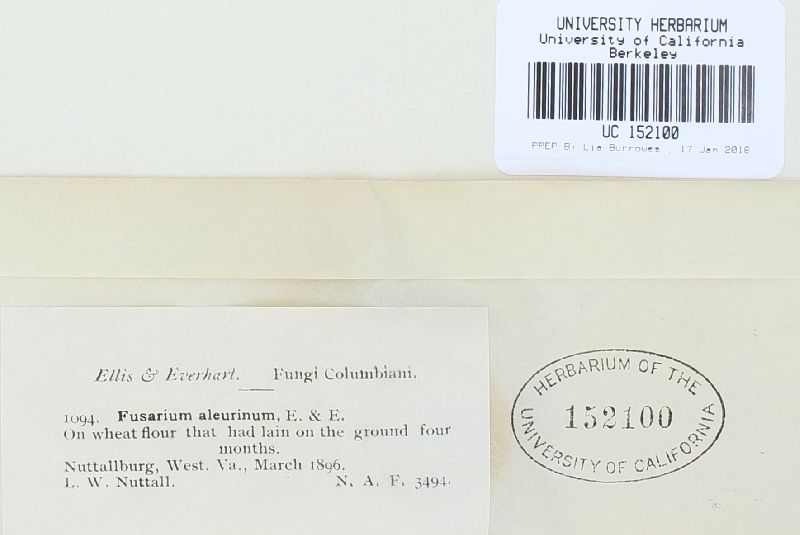 UNIVERSITY HERBARIUM
University of California
Berkeley
UC 152100
PREP B: Lia Burrowes , 17 Jan 2018
Ellis & Everhart. Fungi Columbiani.
1094. Fusarium aleurinum, E. & E.
On wheat flour that had lain on the ground four
months.
Nuttallburg, West. Va., March 1896.
L. W. Nuttall. N. A. F. 3494.
HERBARIUM OF THE
152100
UNIVERSITY OF CALIFORNIA